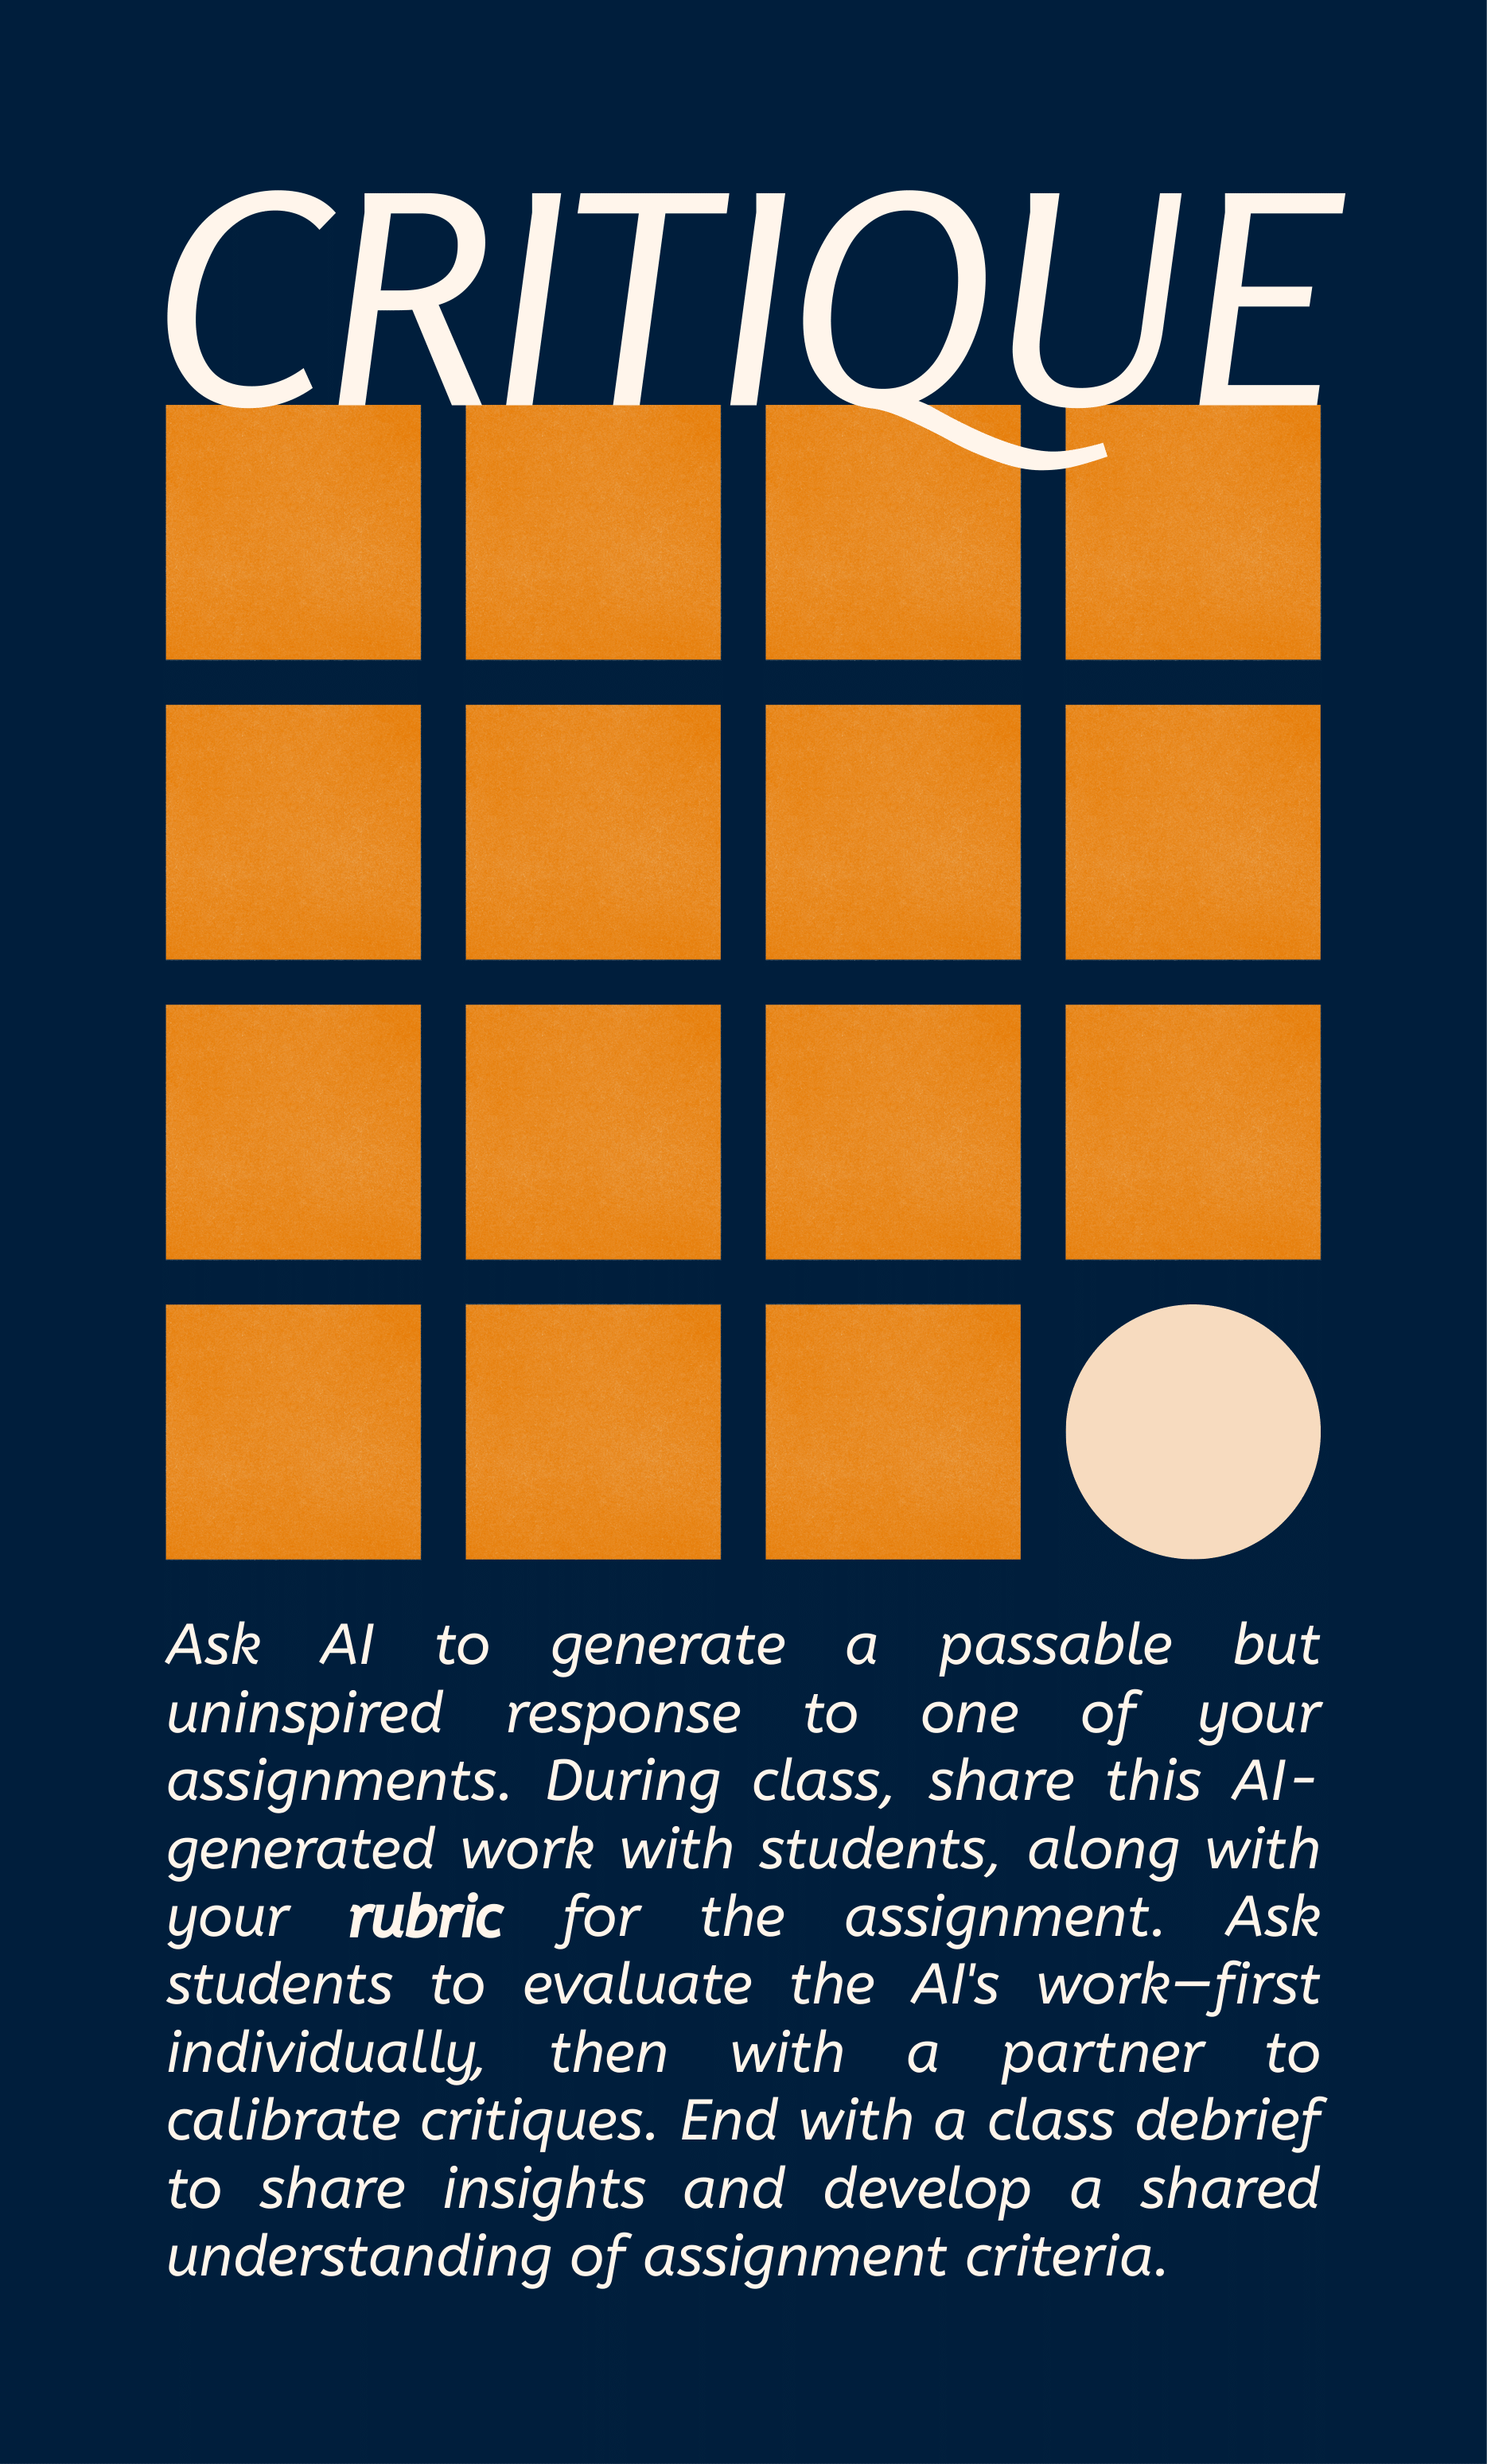 CRITIQUE
Ask AI to generate a passable but
uninspired response to one of your
assignments. During class, share this AI-
generated work with students, along with
your rubric for the assignment. Ask
students to evaluate the AI's work—first
individually, then with a partner to
calibrate critiques. End with a class debrief
to share insights and develop a shared
understanding of assignment criteria.